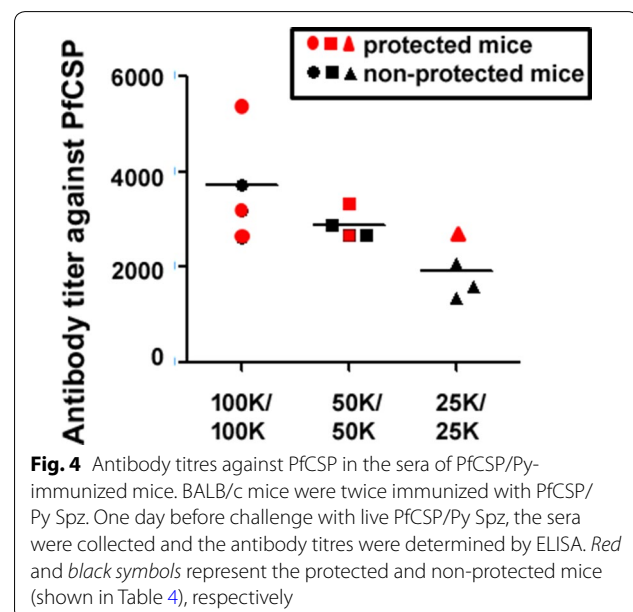 protected mice
non-protected mice
Antibody titer against PfCSP
6000
4000
2000
0
100K/ 50K/ 25K/
100K 50K 25K
Fig. 4 Antibody titres against PfCSP in the sera of PfCSP/Py-
immunized mice. BALB/c mice were twice immunized with PfCSP/
Py Spz. One day before challenge with live PfCSP/Py Spz, the sera
were collected and the antibody titres were determined by ELISA. Red
and black symbols represent the protected and non-protected mice
(shown in Table 4), respectively